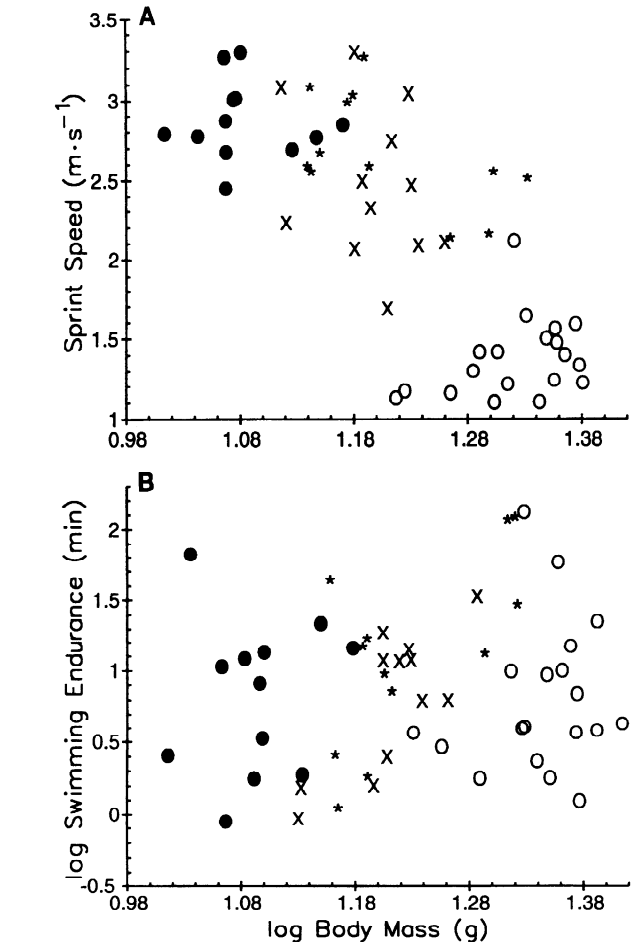 A
3.5
3
2.5
2
1.5
1
Sprint Speed (m·s⁻¹)
0.98 1.08 1.18 1.28 1.38
B
2
1.5
1
0.5
0
-0.5
log Swimming Endurance (min)
0.98 1.08 1.18 1.28 1.38
log Body Mass (g)